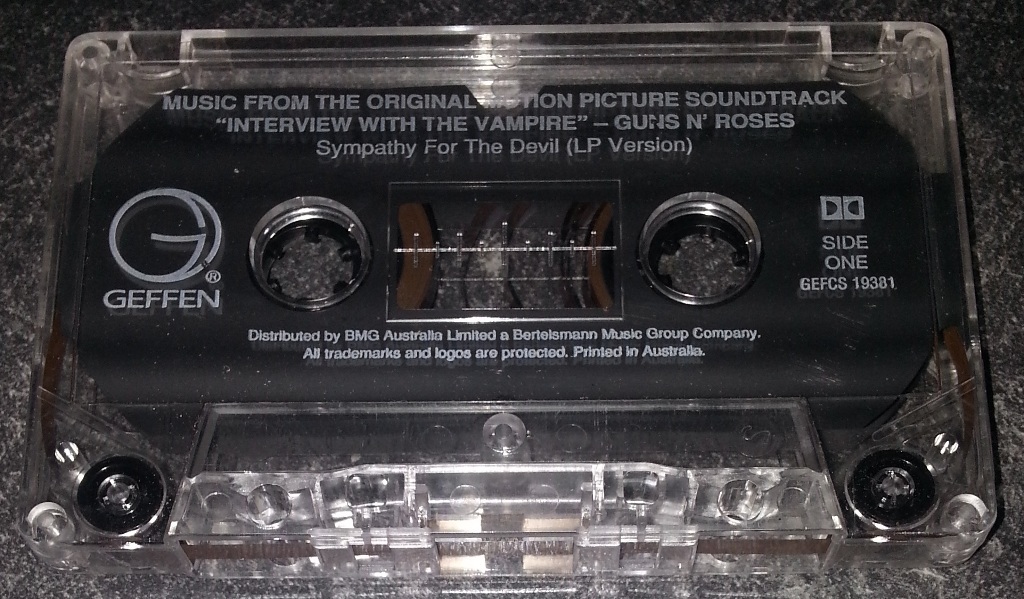 MUSIC FROM THE ORIGINAL MOTION PICTURE SOUNDTRACK
“INTERVIEW WITH THE VAMPIRE” – GUNS N’ ROSES
Sympathy For The Devil (LP Version)
GEFFEN®
SIDE
ONE
GEFCS 19381
Distributed by BMG Australia Limited a Bertelsmann Music Group Company.
All trademarks and logos are protected. Printed in Australia.